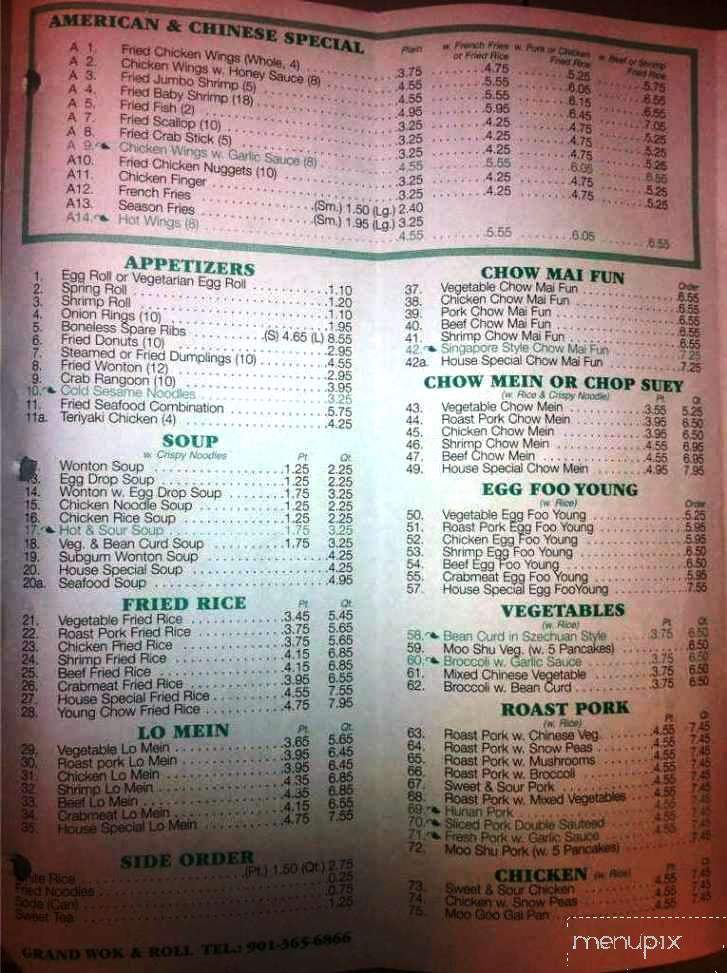 AMERICAN & CHINESE SPECIAL
Plain
w. French Fries or Fried Rice
w. Pork or Chicken Fried Rice
w. Beef or Shrimp Fried Rice
A 1. Fried Chicken Wings (Whole, 4) 3.75 4.75 5.25 5.75
A 2. Chicken Wings w. Honey Sauce (8) 4.55 5.55 6.05 6.55
A 3. Fried Jumbo Shrimp (5) 4.55 5.55 6.15 6.55
A 4. Fried Baby Shrimp (18) 4.95 5.95 6.45 7.05
A 5. Fried Fish (2) 3.25 4.25 4.75 5.25
A 7. Fried Scallop (10) 3.25 4.25 4.75 5.25
A 8. Fried Crab Stick (5) 3.25 4.25 4.75 5.25
A 9. Chicken Wings w. Garlic Sauce (8) 4.55 5.55 6.05 6.55
A10. Fried Chicken Nuggets (10) 3.25 4.25 4.75 5.25
A11. Chicken Finger 3.25 4.25 4.75 5.25
A12. French Fries (Sm.) 1.50 (Lg.) 2.40
A13. Season Fries (Sm.) 1.95 (Lg.) 3.25
A14. Hot Wings (8) 4.55 5.55 6.05 6.55
APPETIZERS
1. Egg Roll or Vegetarian Egg Roll 1.10
2. Spring Roll 1.20
3. Shrimp Roll 1.10
4. Onion Rings (10) 1.95
5. Boneless Spare Ribs (S) 4.65 (L) 8.55
6. Fried Donuts (10) 2.95
7. Steamed or Fried Dumplings (10) 4.55
8. Fried Wonton (12) 2.95
9. Crab Rangoon (10) 3.95
10. Cold Sesame Noodles 3.25
11. Fried Seafood Combination 5.75
11a. Teriyaki Chicken (4) 4.25
SOUP
w. Crispy Noodles
Pt Qt.
Wonton Soup 1.25 2.25
Egg Drop Soup 1.25 2.25
14. Wonton w. Egg Drop Soup 1.75 3.25
15. Chicken Noodle Soup 1.25 2.25
16. Chicken Rice Soup 1.25 2.25
17. Hot & Sour Soup 1.75 3.25
18. Veg. & Bean Curd Soup 1.75 3.25
19. Subgum Wonton Soup 4.25
20. House Special Soup 4.25
20a. Seafood Soup 4.95
FRIED RICE
Pt. Qt.
21. Vegetable Fried Rice 3.45 5.45
22. Roast Pork Fried Rice 3.75 5.65
23. Chicken Fried Rice 3.75 5.65
24. Shrimp Fried Rice 4.15 6.85
25. Beef Fried Rice 4.15 6.85
26. Crabmeat Fried Rice 3.95 6.55
27. House Special Fried Rice 4.55 7.55
28. Young Chow Fried Rice 4.75 7.95
LO MEIN
Pt. Qt.
29. Vegetable Lo Mein 3.65 5.65
30. Roast pork Lo Mein 3.95 6.45
31. Chicken Lo Mein 3.95 6.45
32. Shrimp Lo Mein 4.35 6.85
33. Beef Lo Mein 4.35 6.85
34. Crabmeat Lo Mein 4.15 6.55
35. House Special Lo Mein 4.75 7.55
SIDE ORDER
Rice (Pt.) 1.50 (Qt.) 2.75
Fried Noodles 0.25
Soda (Can) 0.75
Sweet Tea 1.25
GRAND WOK & ROLL TEL.: 901-365-6866
CHOW MAI FUN
Order
37. Vegetable Chow Mai Fun 6.55
38. Chicken Chow Mai Fun 6.55
39. Pork Chow Mai Fun 6.55
40. Beef Chow Mai Fun 6.55
41. Shrimp Chow Mai Fun 6.55
42. Singapore Style Chow Mai Fun 7.25
42a. House Special Chow Mai Fun 7.25
CHOW MEIN OR CHOP SUEY
(w. Rice & Crispy Noodle)
Pt. Qt.
43. Vegetable Chow Mein 3.55 5.25
44. Roast Pork Chow Mein 3.95 6.50
45. Chicken Chow Mein 3.95 6.50
46. Shrimp Chow Mein 4.55 6.95
47. Beef Chow Mein 4.55 6.95
49. House Special Chow Mein 4.95 7.95
EGG FOO YOUNG
(w. Rice)
Order
50. Vegetable Egg Foo Young 5.25
51. Roast Pork Egg Foo Young 5.95
52. Chicken Egg Foo Young 5.95
53. Shrimp Egg Foo Young 6.50
54. Beef Egg Foo Young 6.50
55. Crabmeat Egg Foo Young 5.95
57. House Special Egg FooYoung 7.55
VEGETABLES
(w. Rice)
Pt. Qt.
58. Bean Curd in Szechuan Style 3.75 6.50
59. Moo Shu Veg. (w. 5 Pancakes) 6.50
60. Broccoli w. Garlic Sauce 3.75 6.50
61. Mixed Chinese Vegetable 3.75 6.50
62. Broccoli w. Bean Curd 3.75 6.50
ROAST PORK
(w. Rice)
Pt. Qt.
63. Roast Pork w. Chinese Veg. 4.55 7.45
64. Roast Pork w. Snow Peas 4.55 7.45
65. Roast Pork w. Mushrooms 4.55 7.45
66. Roast Pork w. Broccoli 4.55 7.45
67. Sweet & Sour Pork 4.55 7.45
68. Roast Pork w. Mixed Vegetables 4.55 7.45
69. Hunan Pork 4.55 7.45
70. Sliced Pork Double Sauteed 4.55 7.45
71. Fresh Pork w. Garlic Sauce 4.55 7.45
72. Moo Shu Pork (w. 5 Pancakes) 7.45
CHICKEN (w. Rice)
Pt. Qt.
73. Sweet & Sour Chicken 4.55 7.45
74. Chicken w. Snow Peas 4.55 7.45
75. Moo Goo Gai Pan 4.55 7.45
menupix